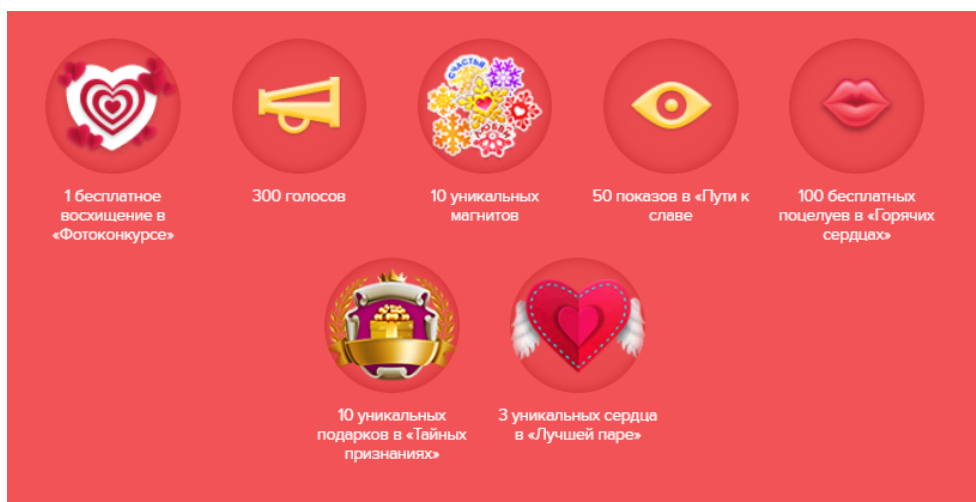 1 бесплатное
восхищение в
«Фотоконкурсе»
300 голосов
СЧАСТЬЯ
10 уникальных
магнитов
50 показов в «Пути к
славе
100 бесплатных
поцелуев в «Горячих
сердцах»
10 уникальных
подарков в «Тайных
признаниях»
3 уникальных сердца
в «Лучшей паре»